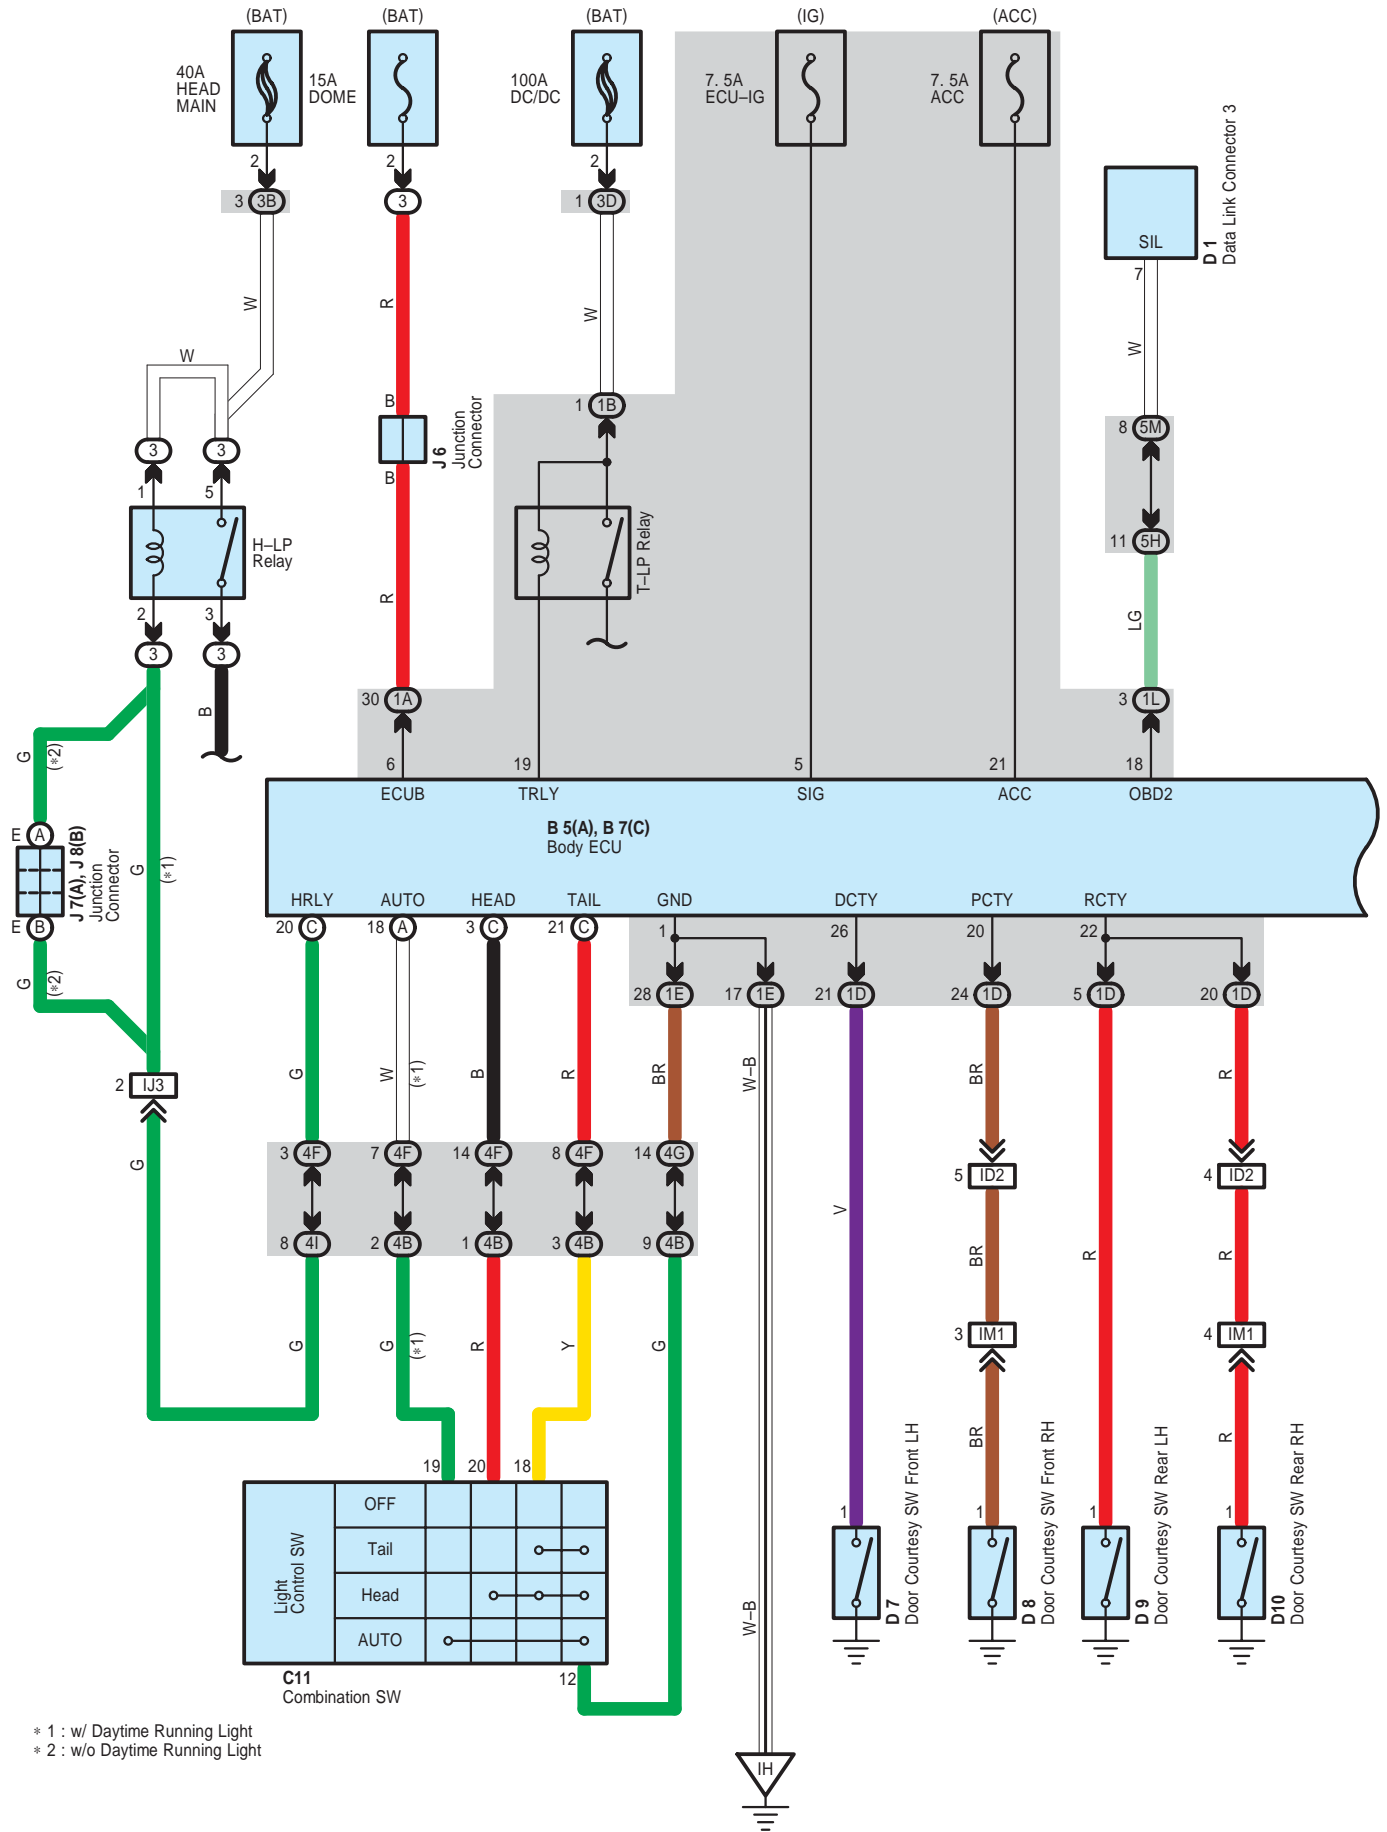 (BAT) (BAT) (BAT) (IG) (ACC)
40A
HEAD
MAIN
15A
DOME
100A
DC/DC
7. 5A
ECU–IG
7. 5A
ACC
2 2 2
3 3B 3 1 3D
SIL
7
D 1
Data Link Connector 3
W R W W
W
B
1 1B
8 5M
J 6
Junction
Connector
3 3
B
1 5
H–LP
Relay
T–LP Relay
11 5H
R
LG
2 3
3 3
30 1A
3 1L
B
G
(*2)
6 19 5 21 18
ECUB TRLY SIG ACC OBD2
B 5(A), B 7(C)
Body ECU
E A
J 7(A), J 8(B)
Junction
Connector
G
(*1)
E B
HRLY AUTO HEAD TAIL GND DCTY PCTY RCTY
20 C 18 A 3 C 21 C 1 26 20 22
G
(*2)
28 1E 17 1E 21 1D 24 1D 5 1D 20 1D
2 IJ3
G W (*1) B R BR W–B BR R
3 4F 7 4F 14 4F 8 4F 14 4G
G
5 ID2 4 ID2
V
8 4I 2 4B 1 4B 3 4B 9 4B
BR R R
3 IM1 4 IM1
G G (*1) R Y G
BR R
19 20 18
Light
Control SW
OFF
Tail
Head
AUTO
12
C11
Combination SW
1 1 1 1
W–B
D 7
Door Courtesy SW Front LH
D 8
Door Courtesy SW Front RH
D 9
Door Courtesy SW Rear LH
D10
Door Courtesy SW Rear RH
* 1 : w/ Daytime Running Light
* 2 : w/o Daytime Running Light
IH